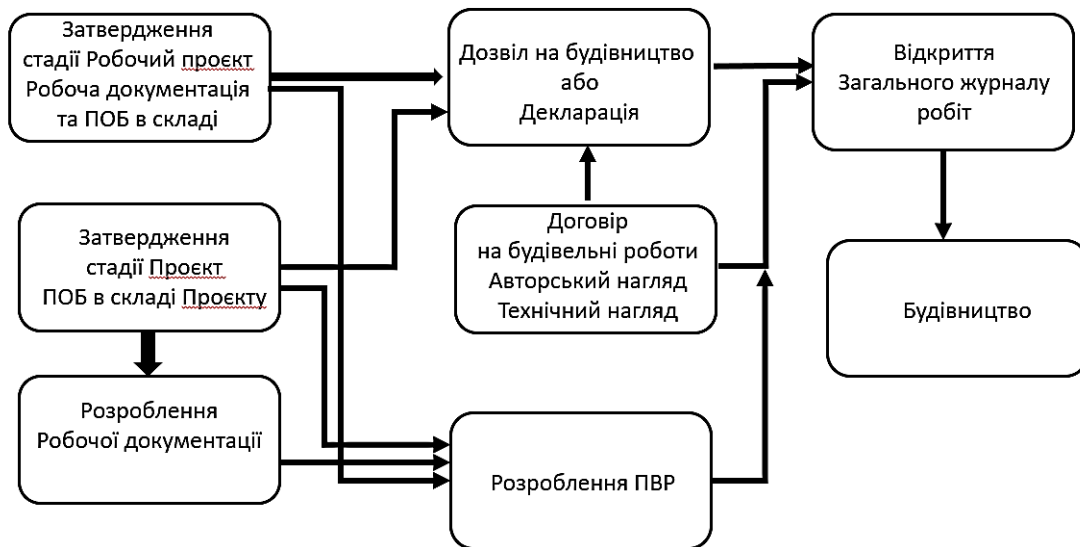 Затвердження
стадії Робочий проєкт
Робоча документація
та ПОБ в складі
Дозвіл на будівництво
або
Декларація
Відкриття
Загального журналу
робіт
Затвердження
стадії Проєкт
ПОБ в складі Проєкту
Договір
на будівельні роботи
Авторський нагляд
Технічний нагляд
Будівництво
Розроблення
Робочої документації
Розроблення ПВР